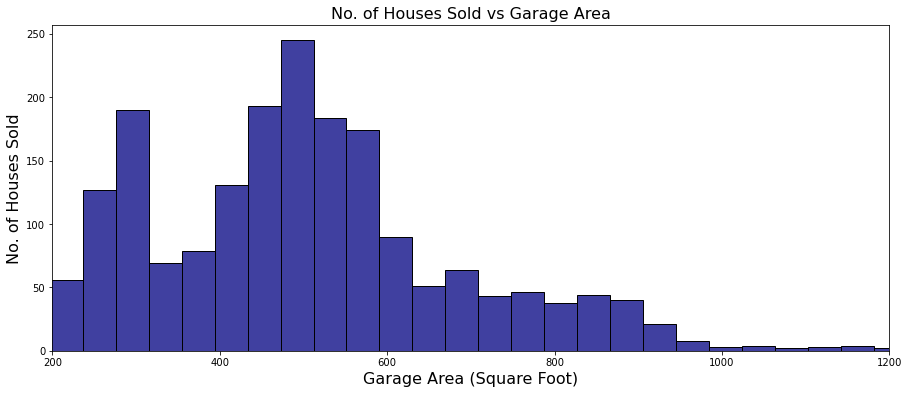 No. of Houses Sold vs Garage Area
250
200
150
100
50
0
No. of Houses Sold
200 400 600 800 1000 1200
Garage Area (Square Foot)